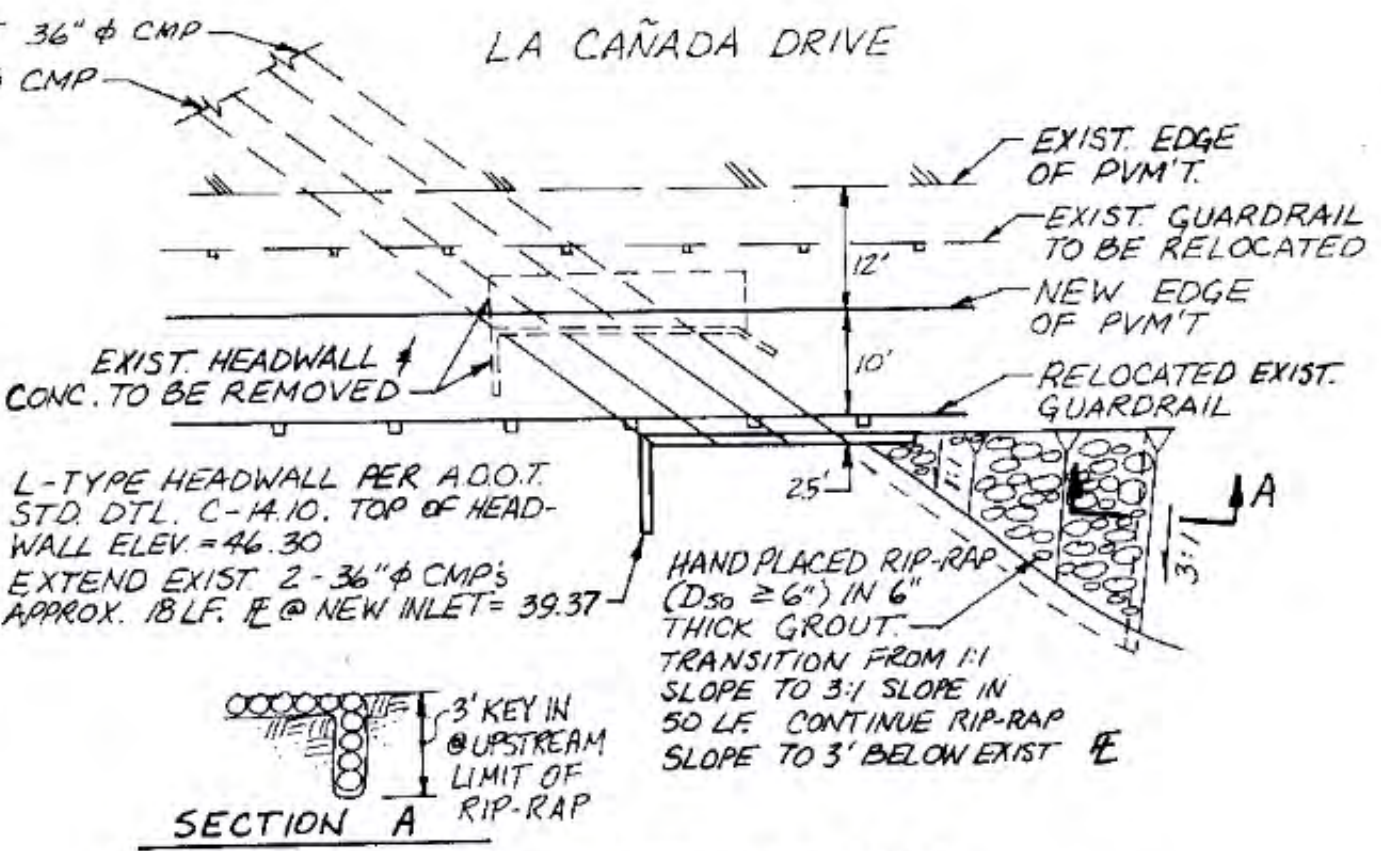 36" φ CMP
CMP
LA CAÑADA DRIVE
EXIST. EDGE
OF PVM'T.
EXIST. GUARDRAIL
TO BE RELOCATED
12'
NEW EDGE
OF PVM'T
EXIST. HEADWALL &
CONC. TO BE REMOVED
10'
RELOCATED EXIST.
GUARDRAIL
L-TYPE HEADWALL PER A.D.O.T.
STD. DTL. C-14.10. TOP OF HEAD-
WALL ELEV. = 46.30
EXTEND EXIST. 2-36" φ CMP's
APPROX. 18 LF. FL @ NEW INLET = 39.37
1:1
A
3:1
HAND PLACED RIP-RAP
(D50 ≥ 6") IN 6"
THICK GROUT.
TRANSITION FROM 1:1
SLOPE TO 3:1 SLOPE IN
50 LF. CONTINUE RIP-RAP
SLOPE TO 3' BELOW EXIST FL
3' KEY IN
@ UPSTREAM
LIMIT OF
RIP-RAP
SECTION A